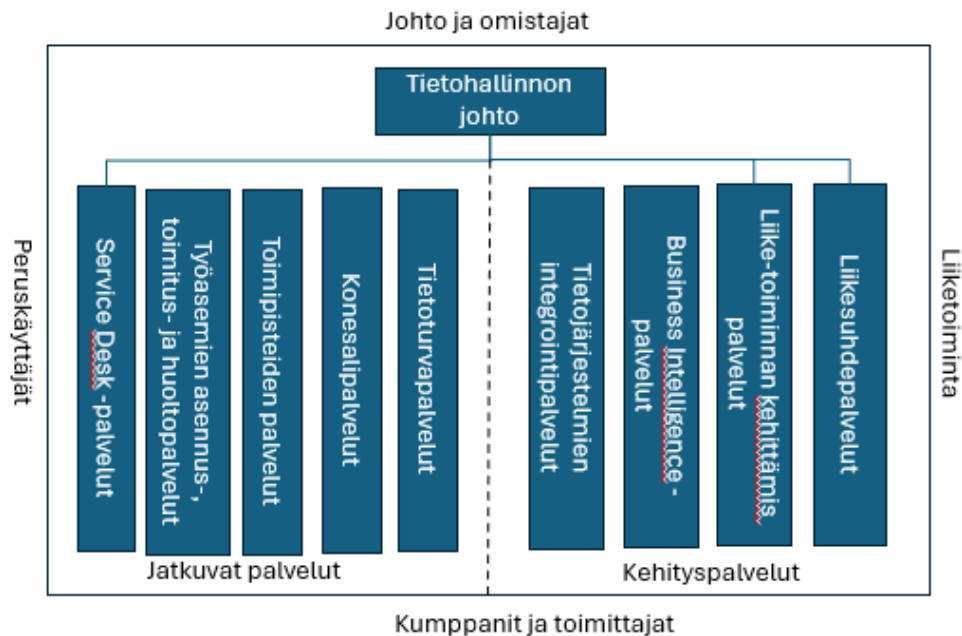 Johto ja omistajat
Tietohallinnon
johto
Peruskäyttäjät
Service Desk -palvelut
Työasemien asennus-,
toimitus- ja huoltopalvelut
Toimipisteiden palvelut
Konesalipalvelut
Tietoturvapalvelut
Tietojärjestelmien
integrointipalvelut
Business Intelligence -
palvelut
Liike-toiminnan kehittämis
palvelut
Liikesuhdepalvelut
Liiketoiminta
Jatkuvat palvelut
Kehityspalvelut
Kumppanit ja toimittajat